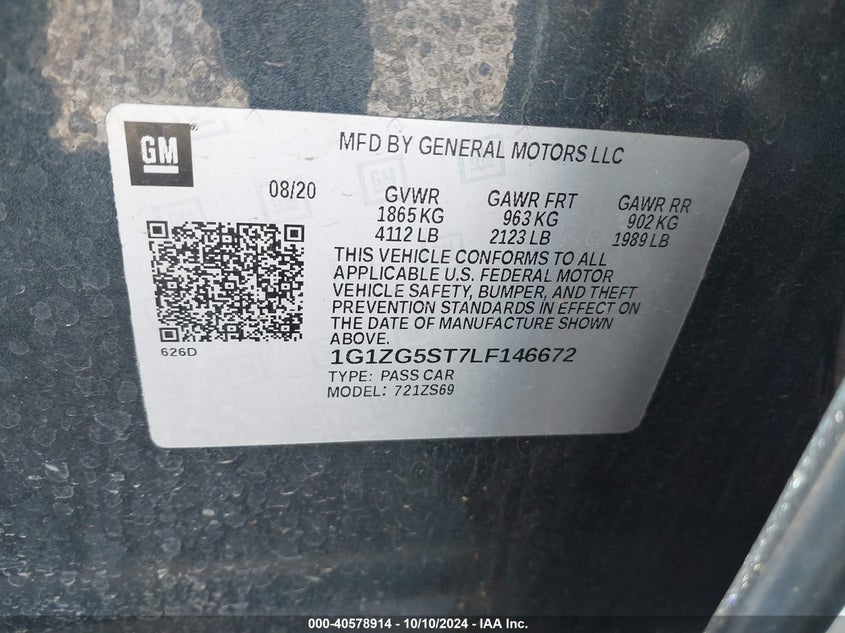 GM
MFD BY GENERAL MOTORS LLC
08/20
GVWR
1865 KG
4112 LB
GAWR FRT
963 KG
2123 LB
GAWR RR
902 KG
1989 LB
THIS VEHICLE CONFORMS TO ALL
APPLICABLE U.S. FEDERAL MOTOR
VEHICLE SAFETY, BUMPER, AND THEFT
PREVENTION STANDARDS IN EFFECT ON
THE DATE OF MANUFACTURE SHOWN
ABOVE.
626D
1G1ZG5ST7LF146672
TYPE: PASS CAR
MODEL: 721ZS69
000-40578914 - 10/10/2024 - IAA Inc.